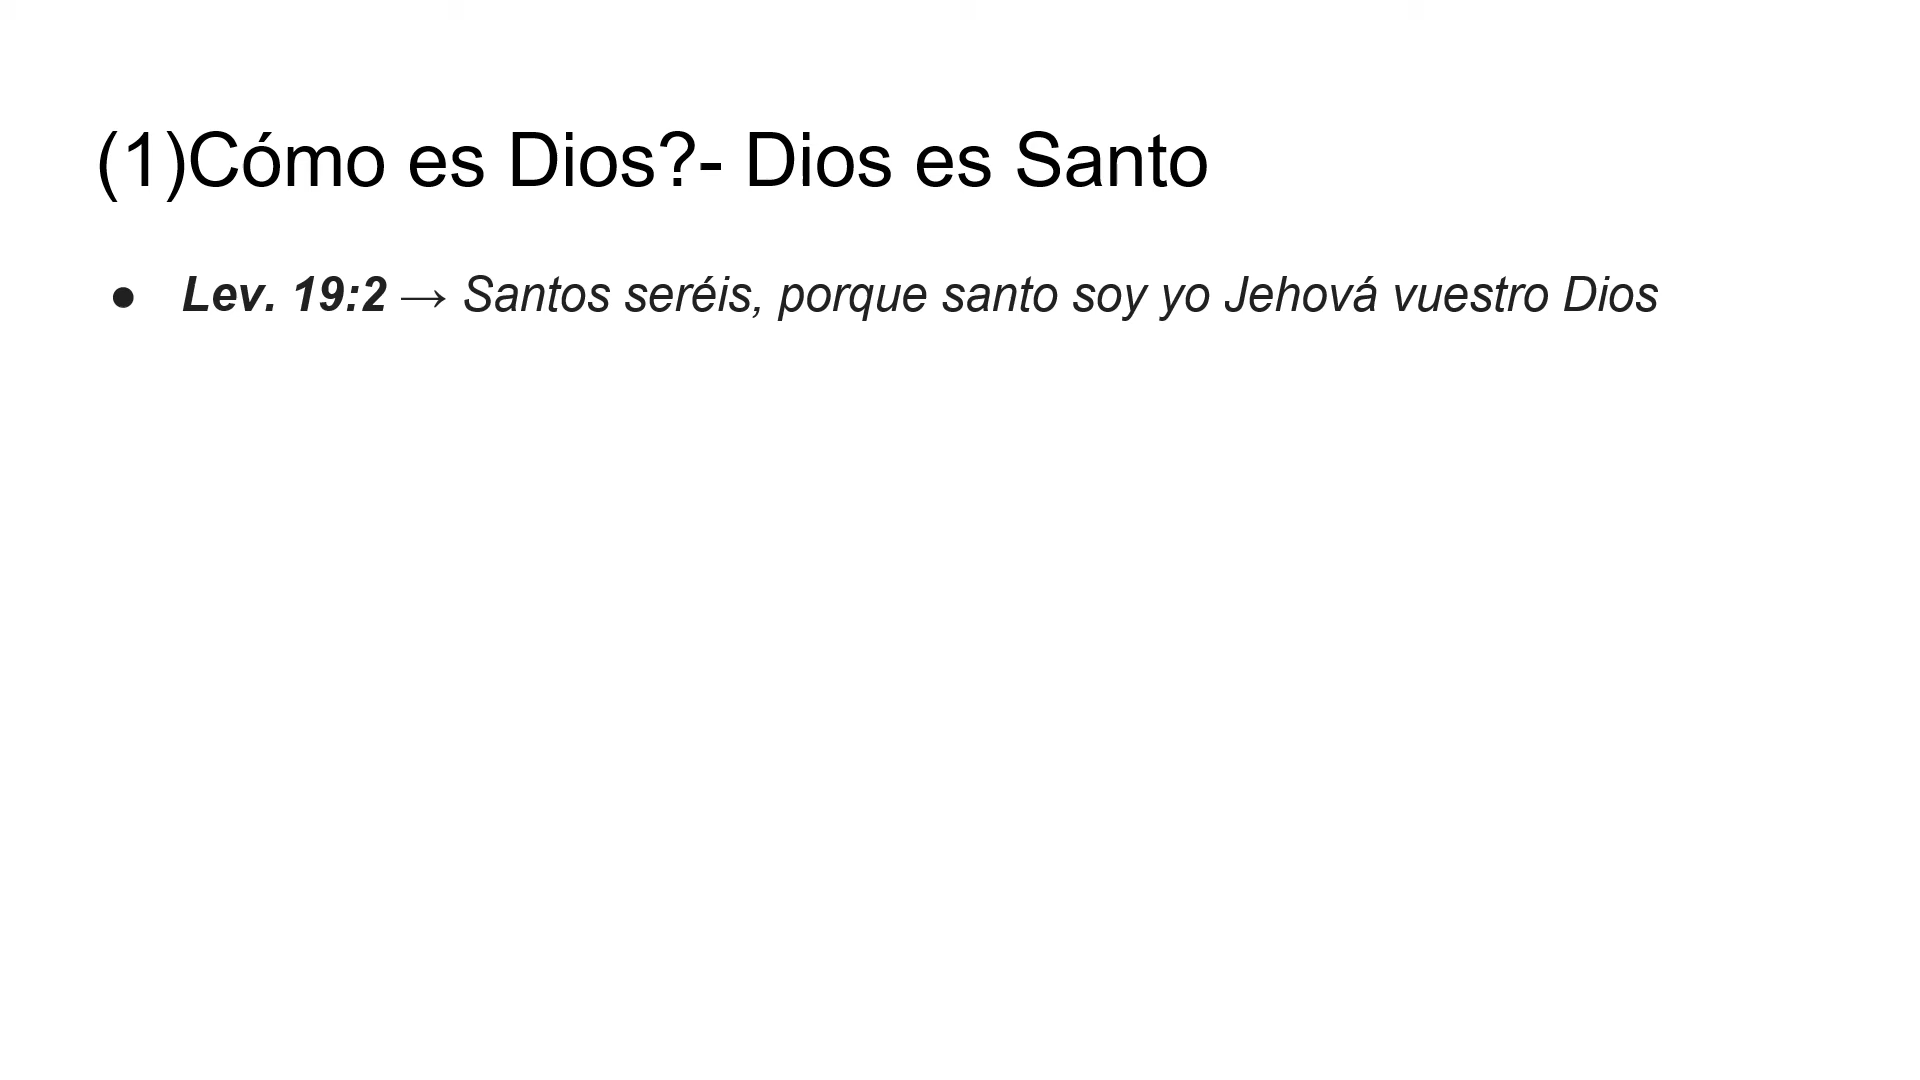 (1)Cómo es Dios?- Dios es Santo
● Lev. 19:2 → Santos seréis, porque santo soy yo Jehová vuestro Dios